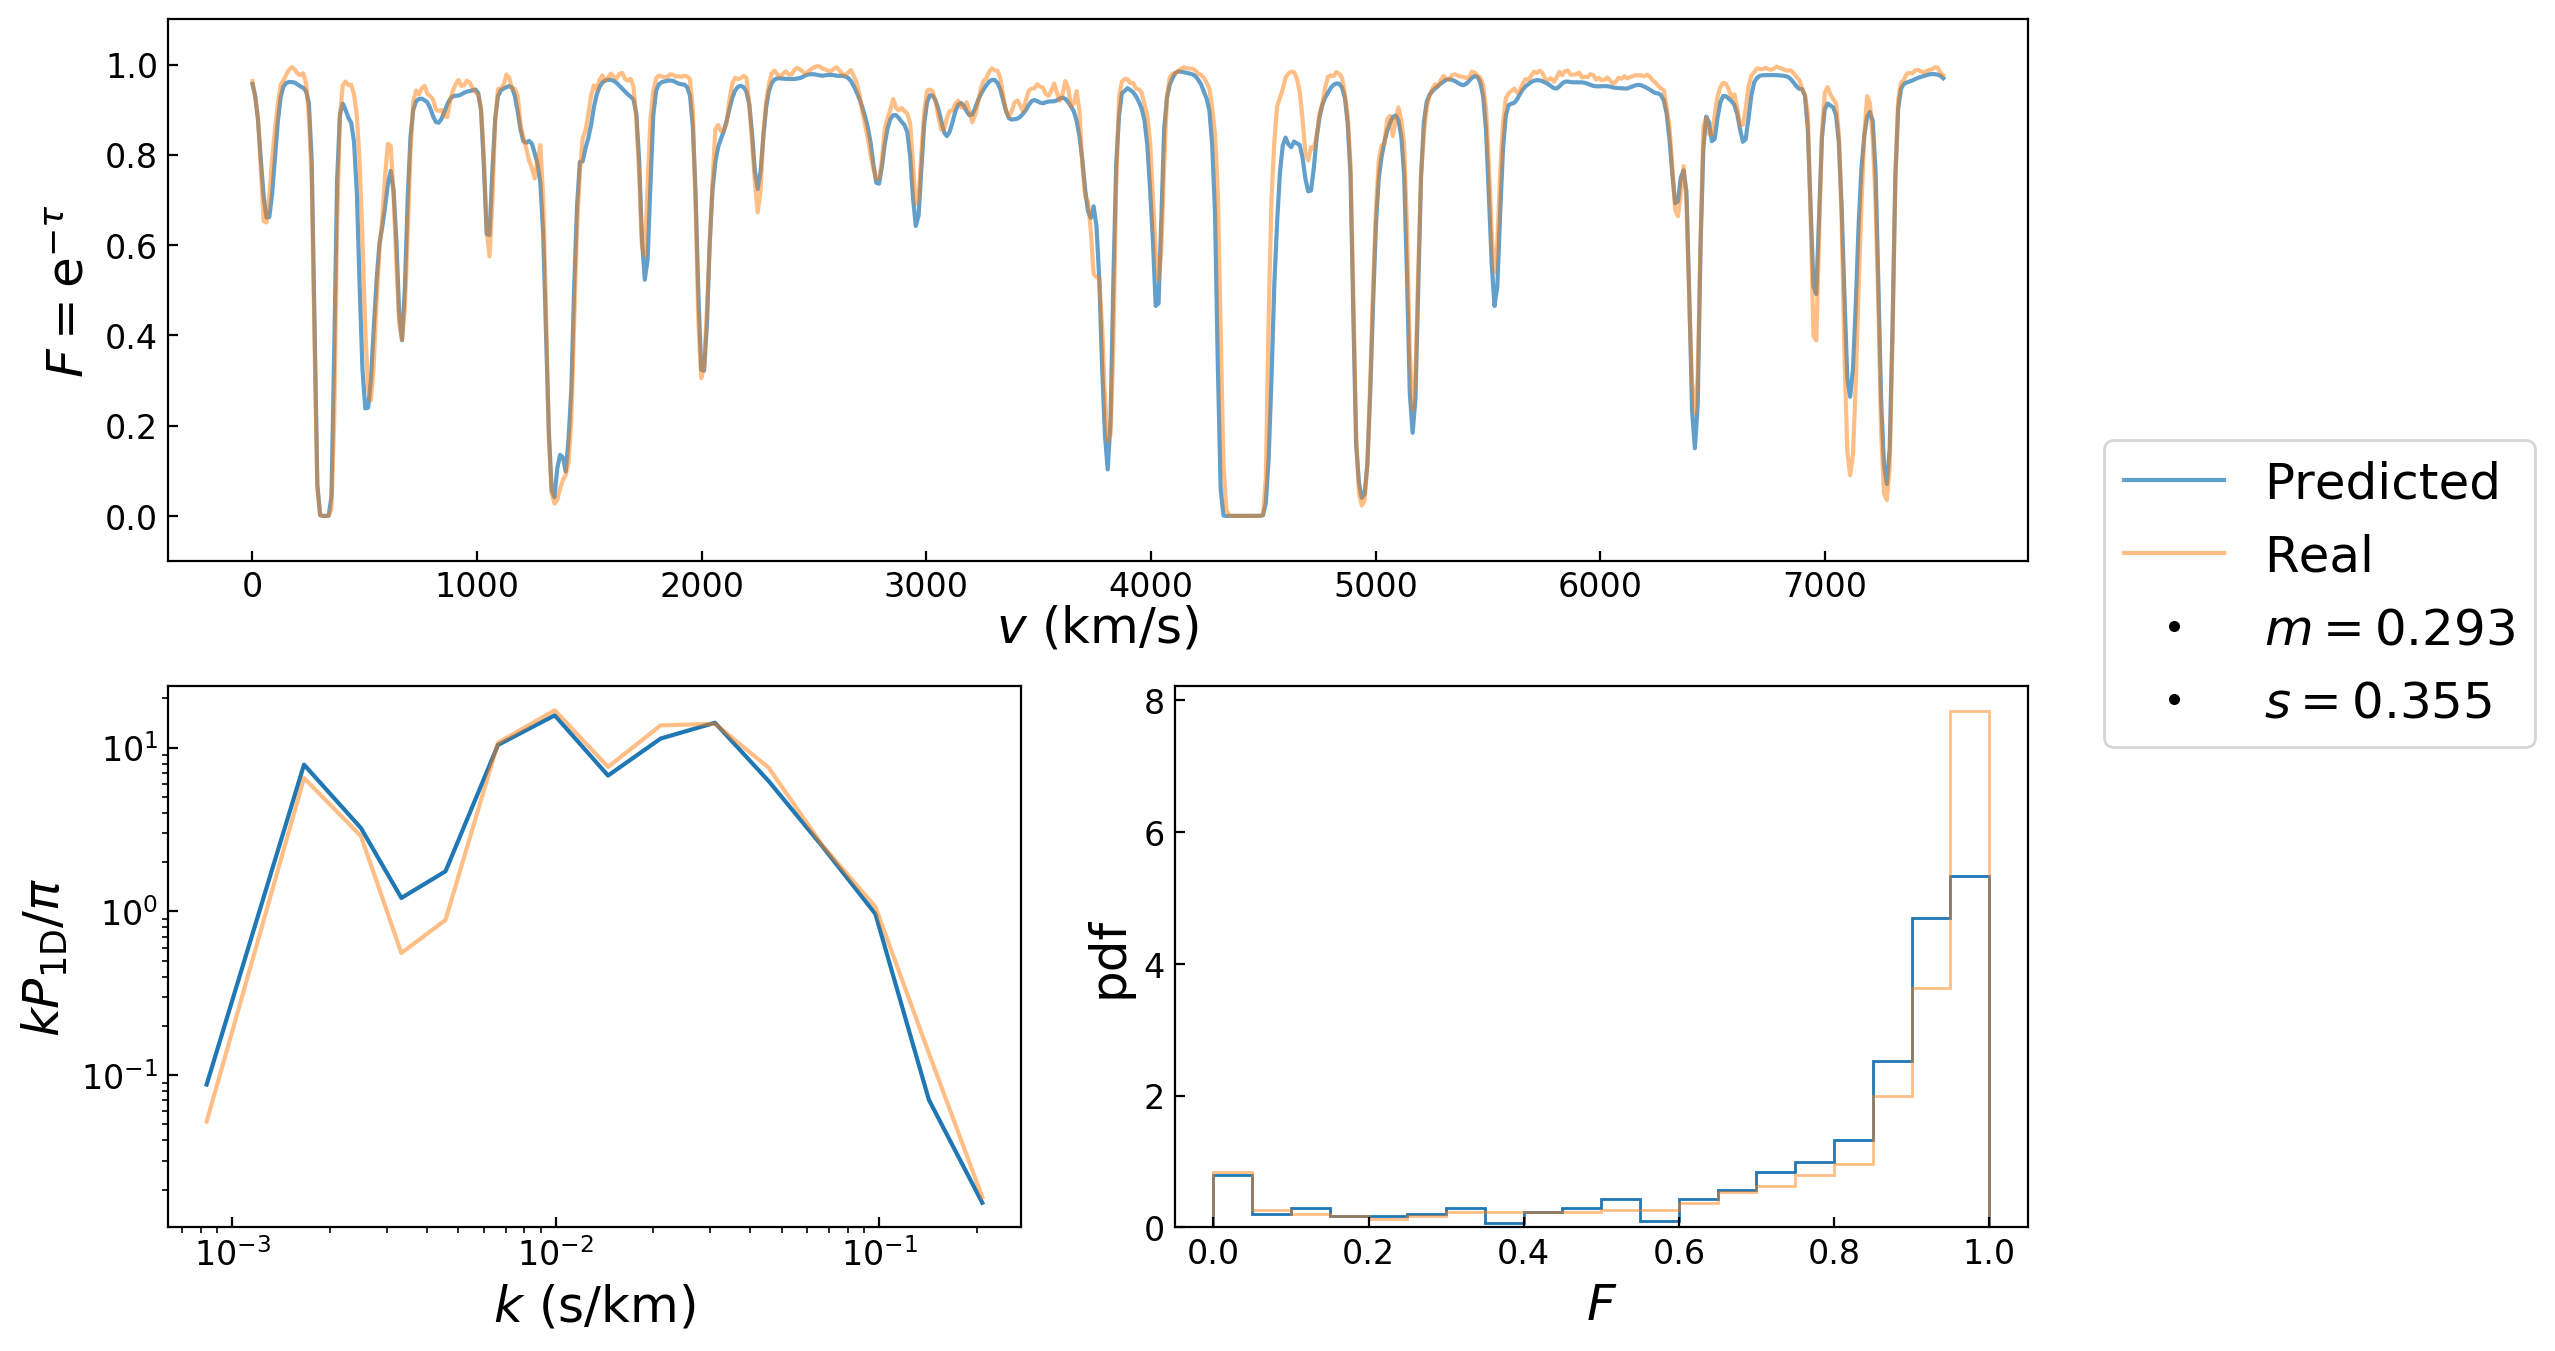 F = e^{-τ}
1.0
0.8
0.6
0.4
0.2
0.0
0 1000 2000 3000 4000 5000 6000 7000
v (km/s)
Predicted
Real
m = 0.293
s = 0.355
kP_{1D}/π
10^1
10^0
10^{-1}
10^{-3} 10^{-2} 10^{-1}
k (s/km)
pdf
8
6
4
2
0
0.0 0.2 0.4 0.6 0.8 1.0
F